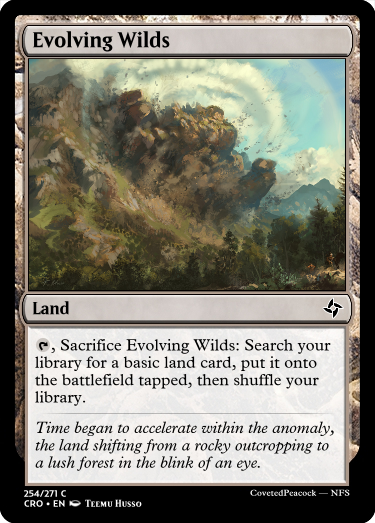 Evolving Wilds
Land
, Sacrifice Evolving Wilds: Search your
library for a basic land card, put it onto
the battlefield tapped, then shuffle your
library.
Time began to accelerate within the anomaly,
the land shifting from a rocky outcropping to
a lush forest in the blink of an eye.
254/271 C
CRO • EN Teemu Husso
CovetedPeacock — NFS